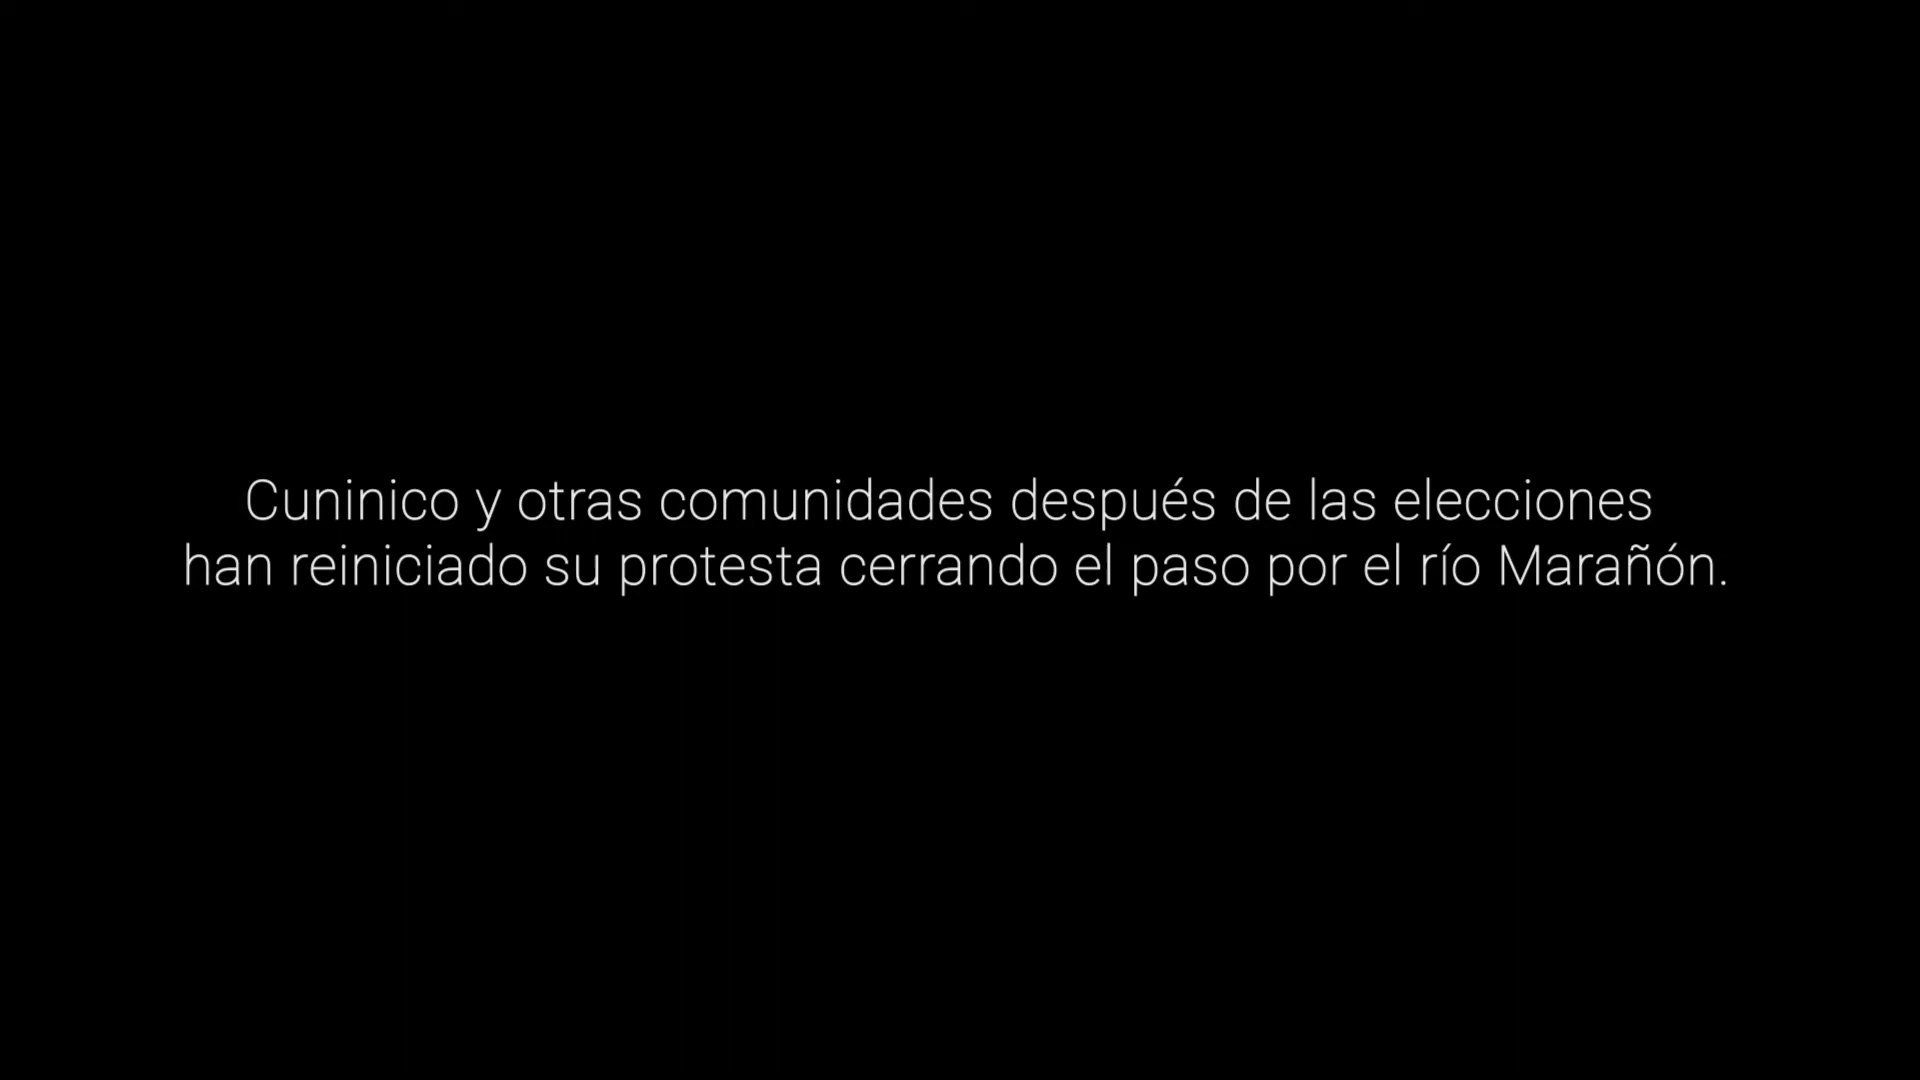 Cuninico y otras comunidades después de las elecciones
han reiniciado su protesta cerrando el paso por el río Marañón.